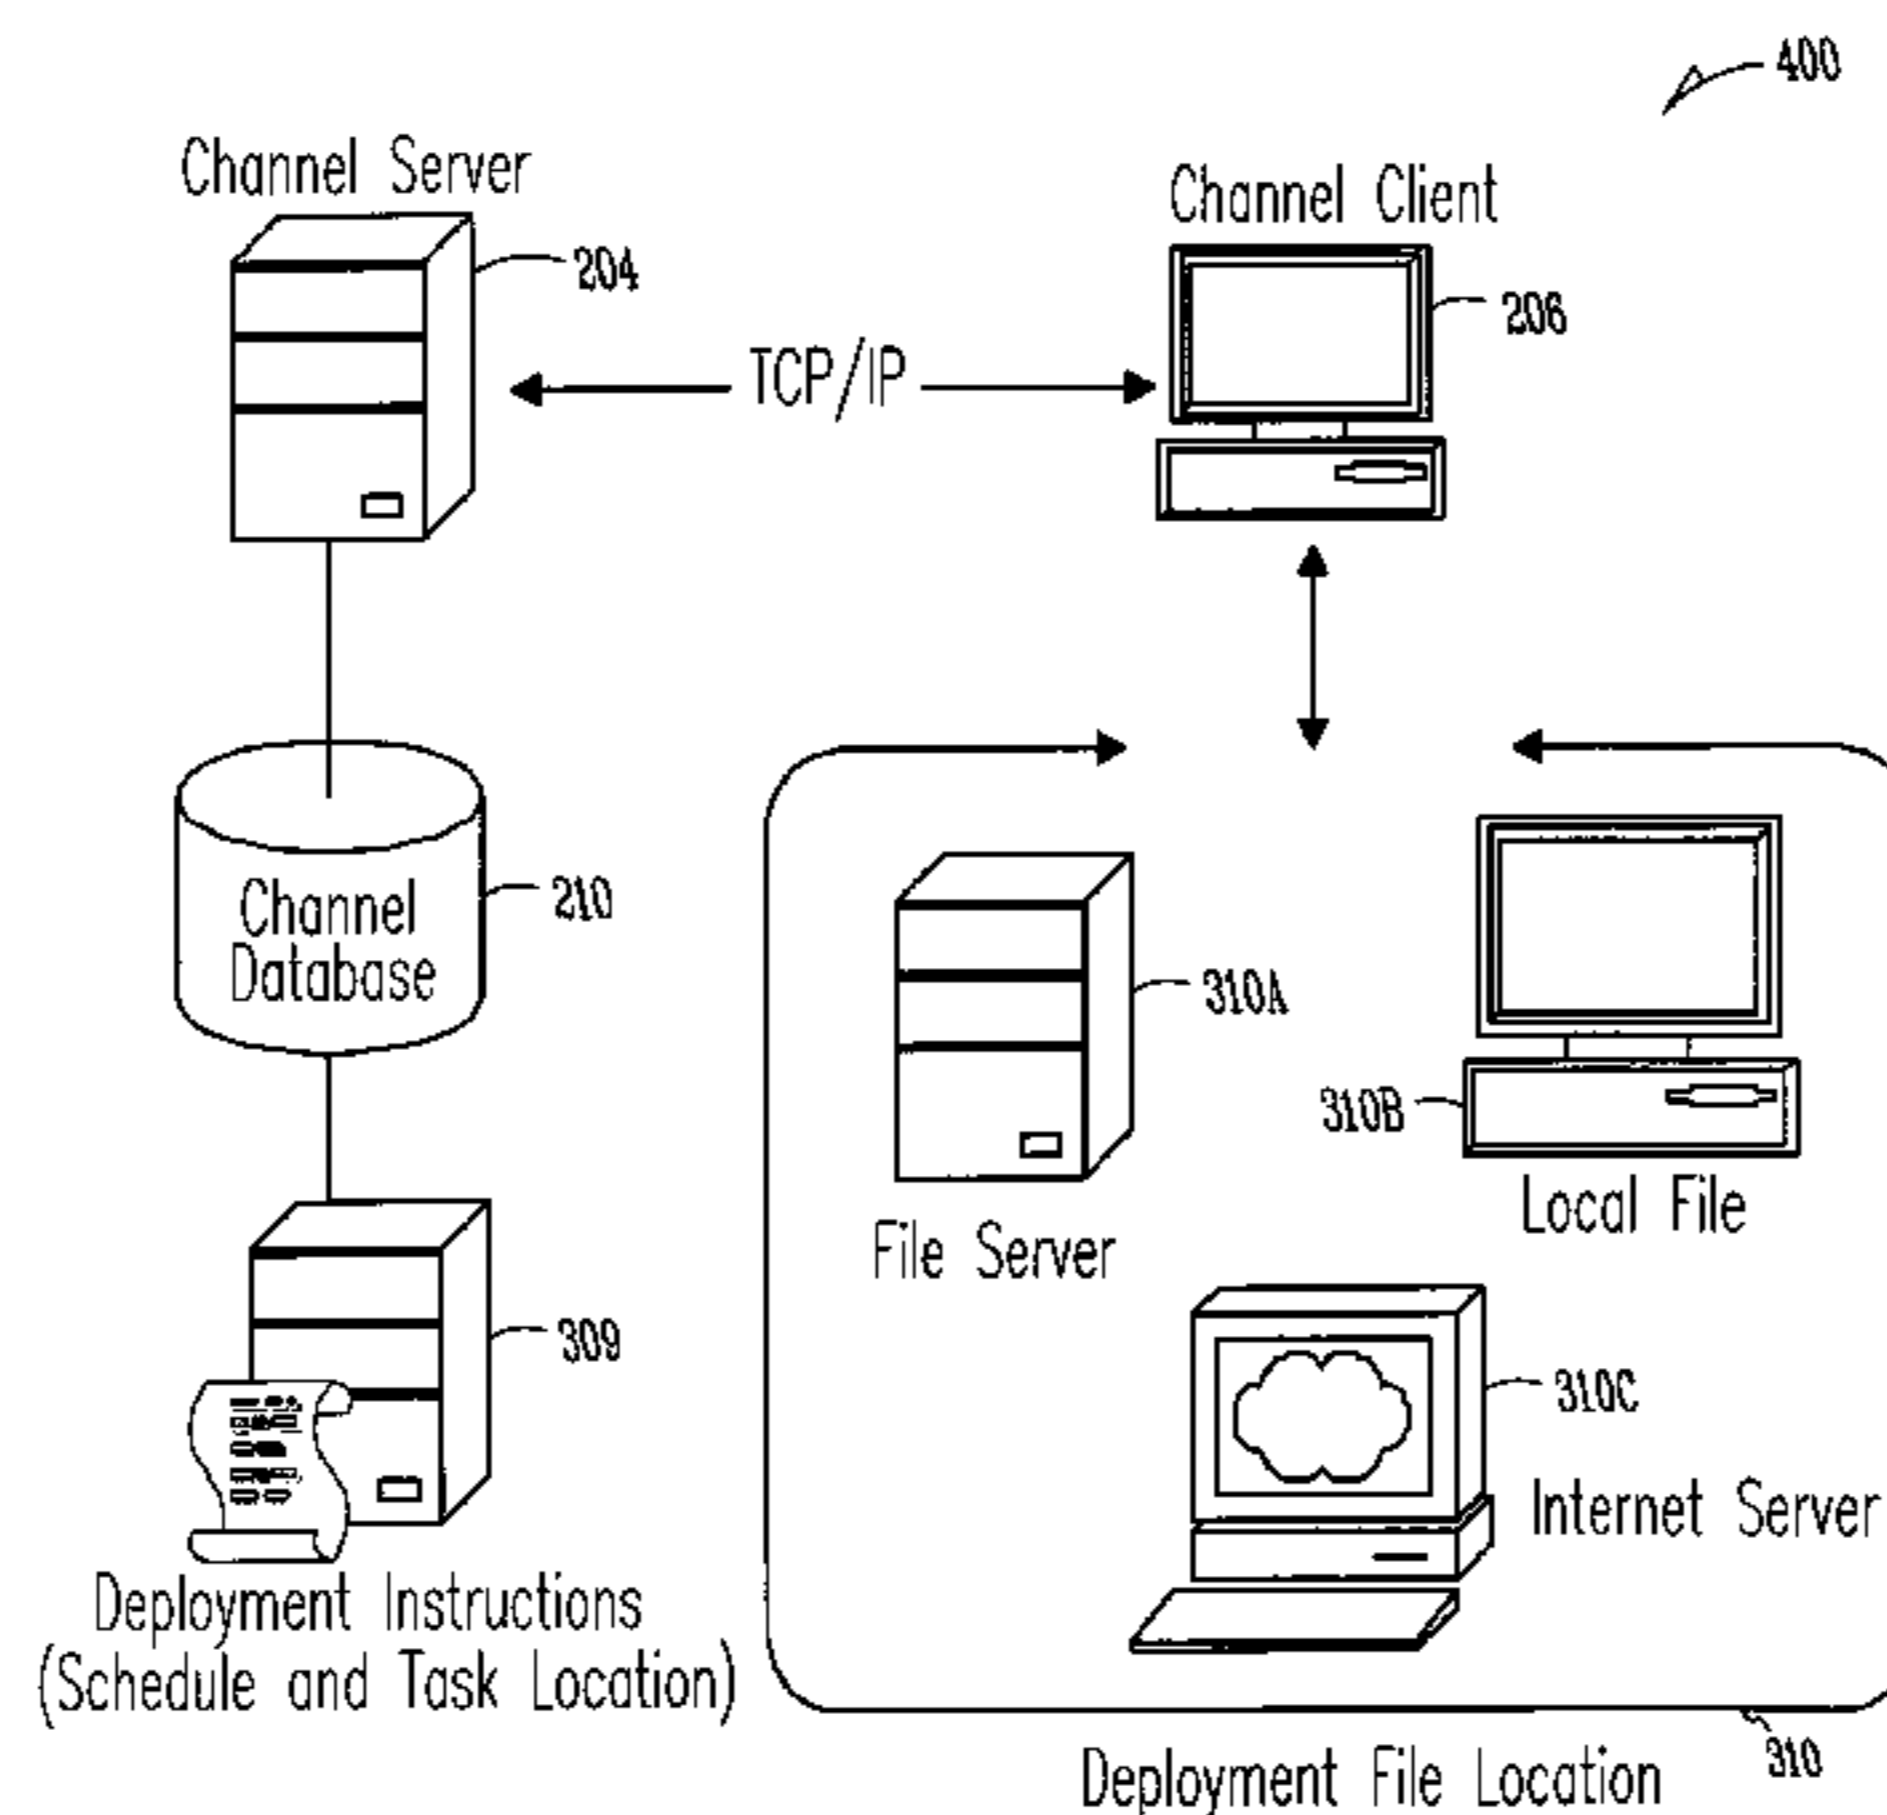 400
Channel Server
204
Channel Client
206
TCP/IP
Channel
Database
210
310A
310B
Local File
File Server
309
310C
Internet Server
Deployment Instructions
(Schedule and Task Location)
310
Deployment File Location